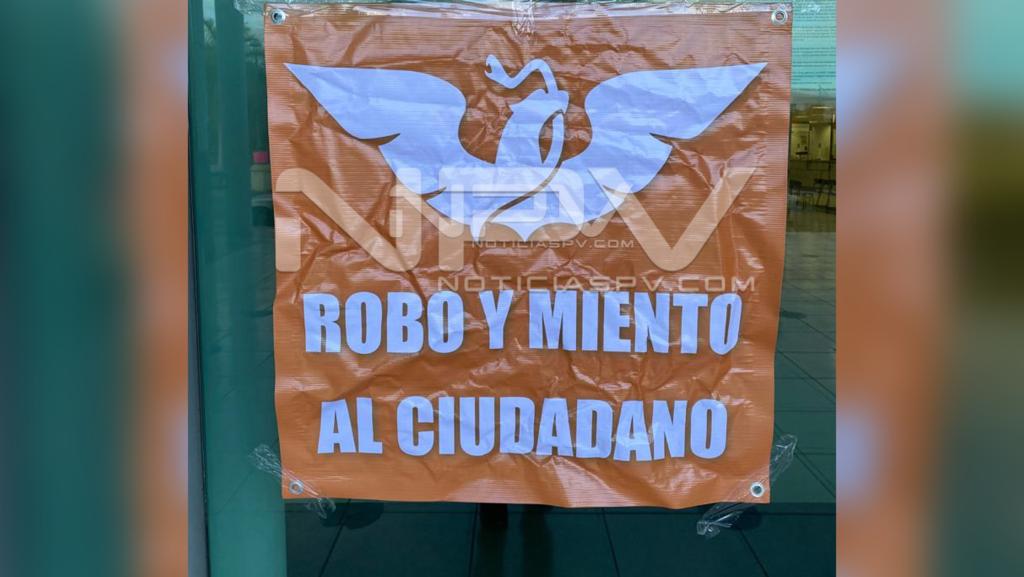 NPV
NOTICIASPV.COM
NOTICIASPV.COM
ROBO Y MIENTO
AL CIUDADANO